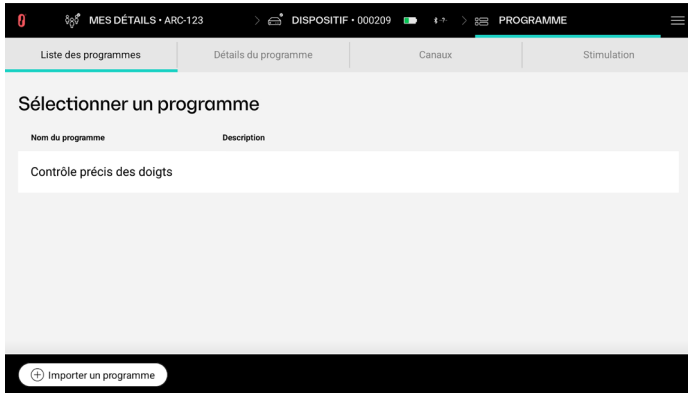 MES DÉTAILS • ARC-123 > DISPOSITIF • 000209 -?- > PROGRAMME
Liste des programmes Détails du programme Canaux Stimulation
Sélectionner un programme
Nom du programme Description
Contrôle précis des doigts
Importer un programme